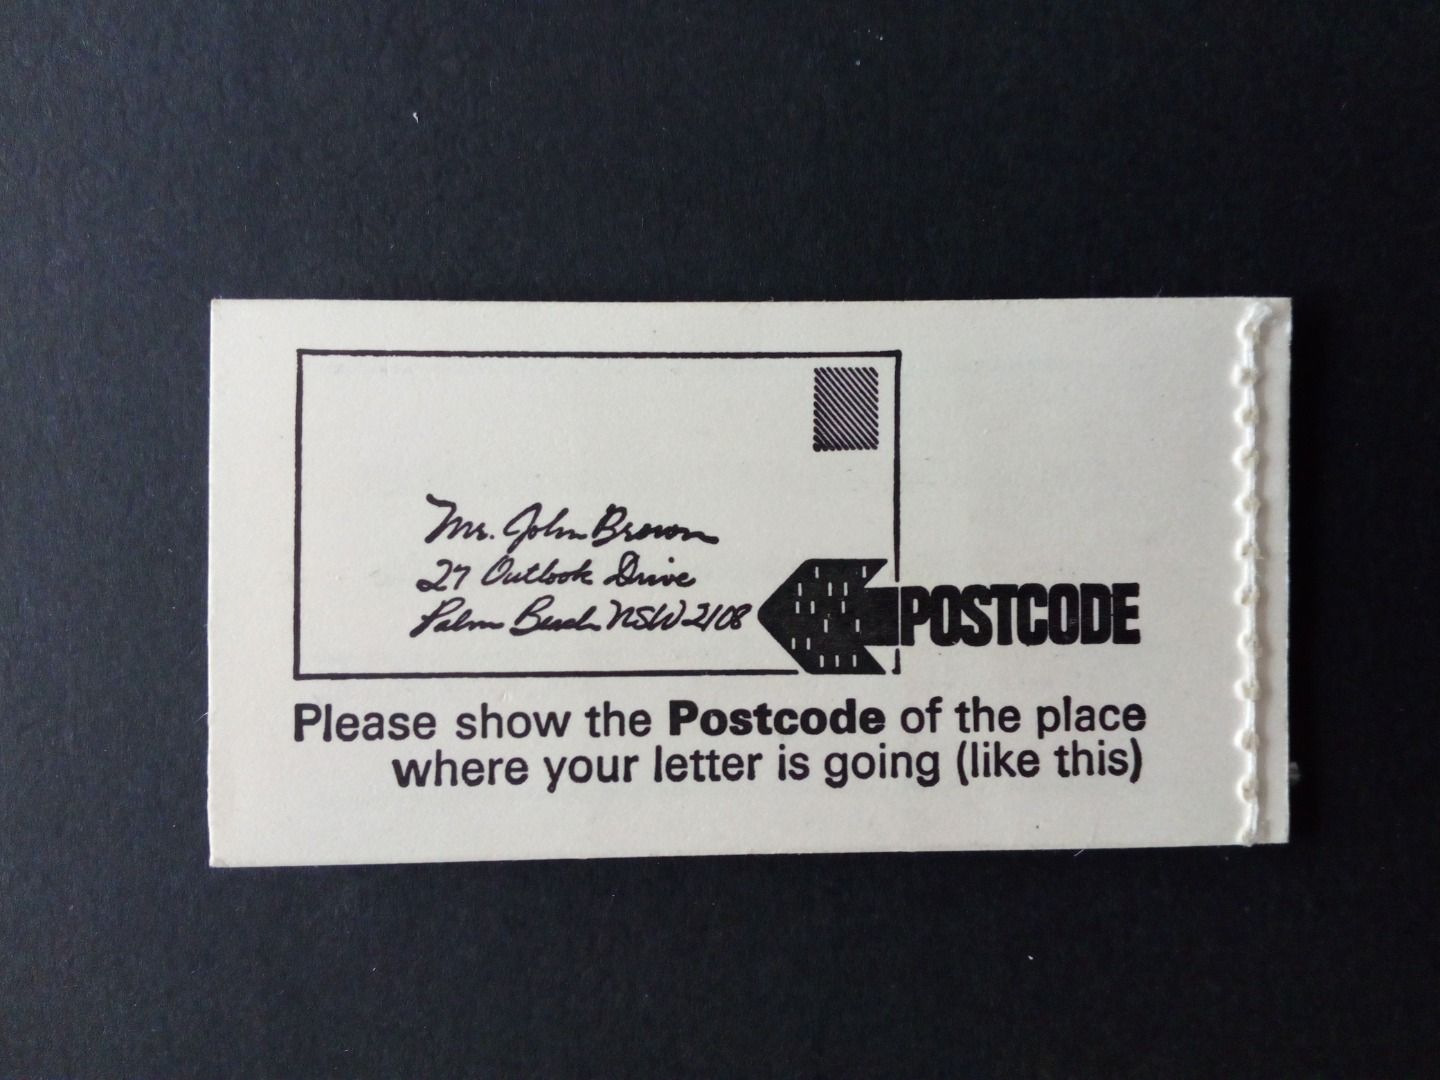 Mr. John Brown
27 Outlook Drive
Palm Beach NSW 2108
POSTCODE
Please show the Postcode of the place
where your letter is going (like this)